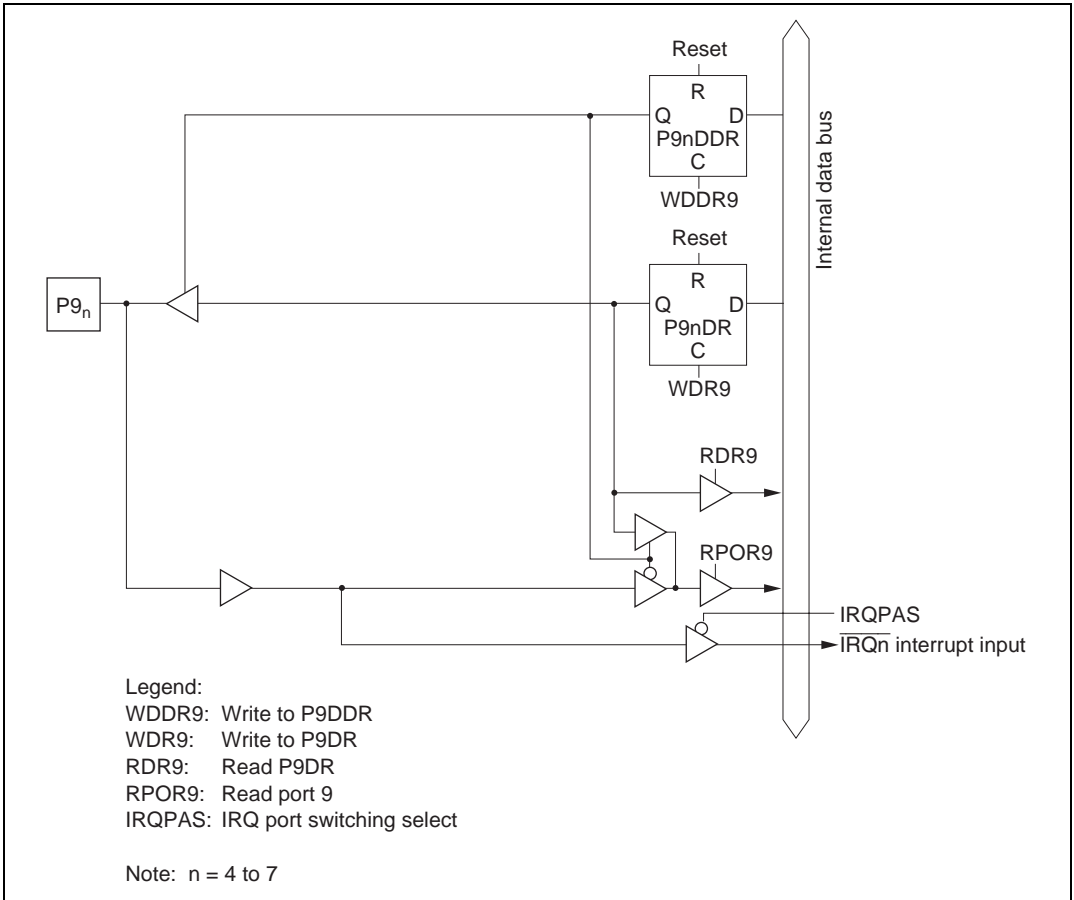 Reset
R
Q D
P9nDDR
C
WDDR9
Internal data bus
Reset
R
P9n
Q D
P9nDR
C
WDR9
RDR9
RPOR9
IRQPAS
IRQn interrupt input
Legend:
WDDR9: Write to P9DDR
WDR9: Write to P9DR
RDR9: Read P9DR
RPOR9: Read port 9
IRQPAS: IRQ port switching select
Note: n = 4 to 7